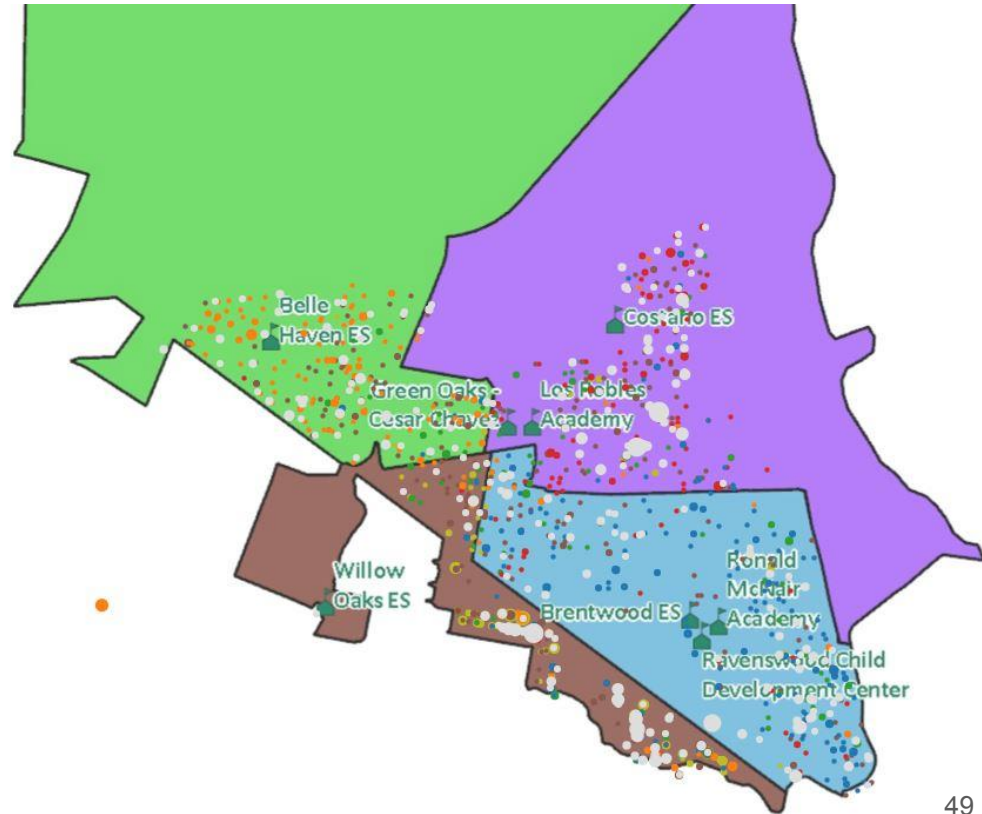 Belle
Haven ES
Costaño ES
Green Oaks -
Cesar Chavez
Los Robles
Academy
Willow
Oaks ES
Brentwood ES
Ronald
McNair
Academy
Ravenswood Child
Development Center
49